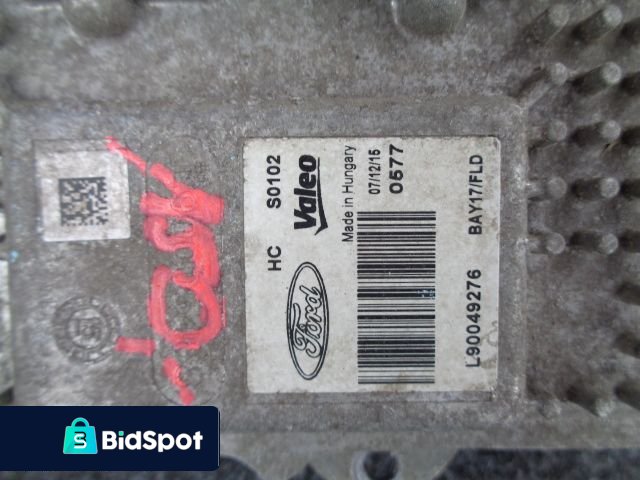 HC S0102
Ford Valeo
Made in Hungary
07/12/15
0577
L90049276 BAY17/FLD
BidSpot